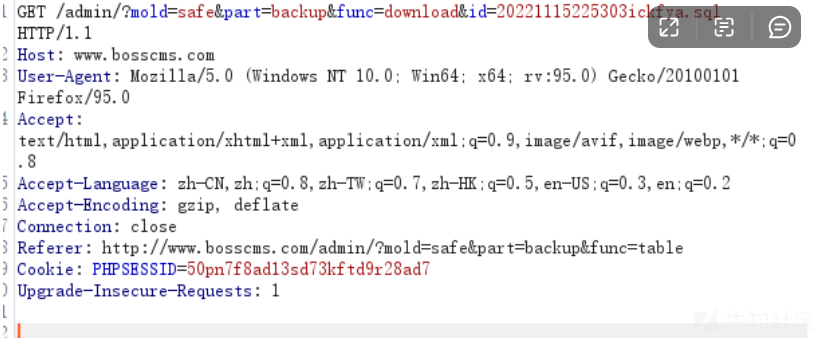 1 GET /admin/?mold=safe&part=backup&func=download&id=20221115225303ickfya.sql
HTTP/1.1
2 Host: www.bosscms.com
3 User-Agent: Mozilla/5.0 (Windows NT 10.0; Win64; x64; rv:95.0) Gecko/20100101
Firefox/95.0
4 Accept:
text/html,application/xhtml+xml,application/xml;q=0.9,image/avif,image/webp,*/*;q=0
.8
5 Accept-Language: zh-CN,zh;q=0.8,zh-TW;q=0.7,zh-HK;q=0.5,en-US;q=0.3,en;q=0.2
6 Accept-Encoding: gzip, deflate
7 Connection: close
8 Referer: http://www.bosscms.com/admin/?mold=safe&part=backup&func=table
9 Cookie: PHPSESSID=50pn7f8ad13sd73kftd9r28ad7
0 Upgrade-Insecure-Requests: 1
1
2
先知社区